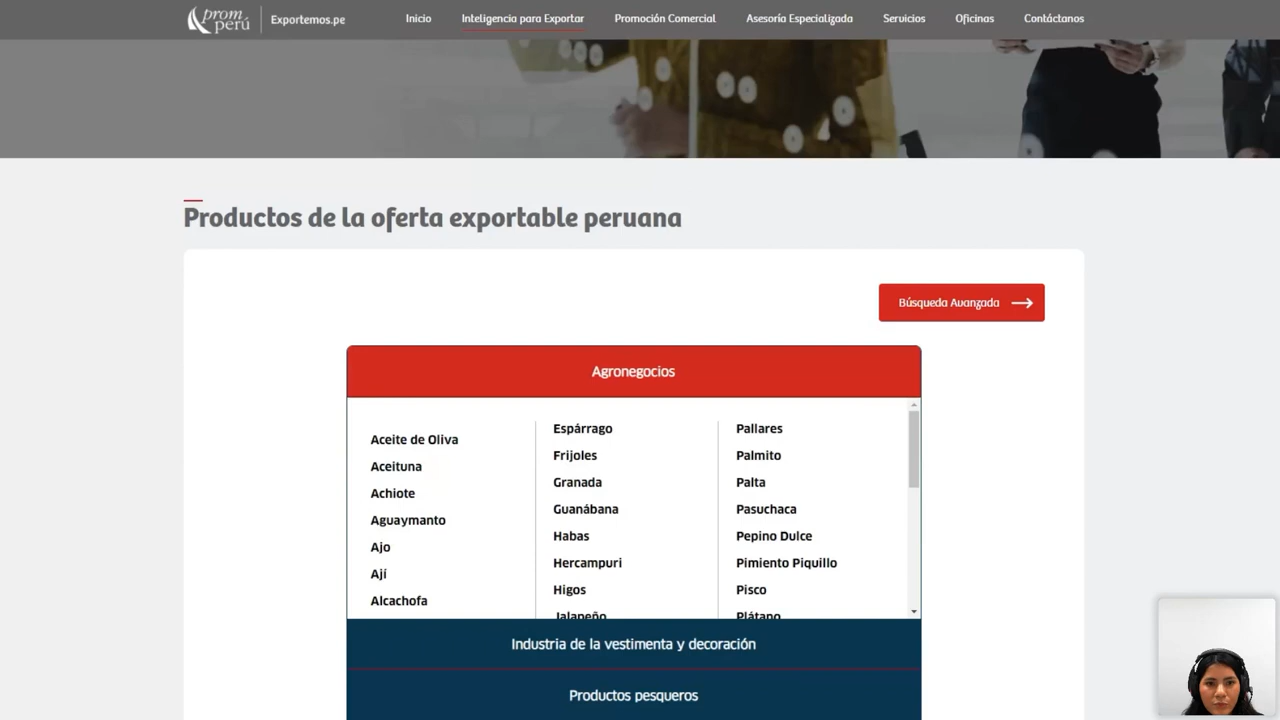 prom perú
Exportemos.pe
Inicio
Inteligencia para Exportar
Promoción Comercial
Asesoría Especializada
Servicios
Oficinas
Contáctanos
Productos de la oferta exportable peruana
Búsqueda Avanzada
Agronegocios
Aceite de Oliva
Aceituna
Achiote
Aguaymanto
Ajo
Ají
Alcachofa
Espárrago
Frijoles
Granada
Guanábana
Habas
Hercampuri
Higos
Jalapeño
Pallares
Palmito
Palta
Pasuchaca
Pepino Dulce
Pimiento Piquillo
Pisco
Plátano
Industria de la vestimenta y decoración
Productos pesqueros